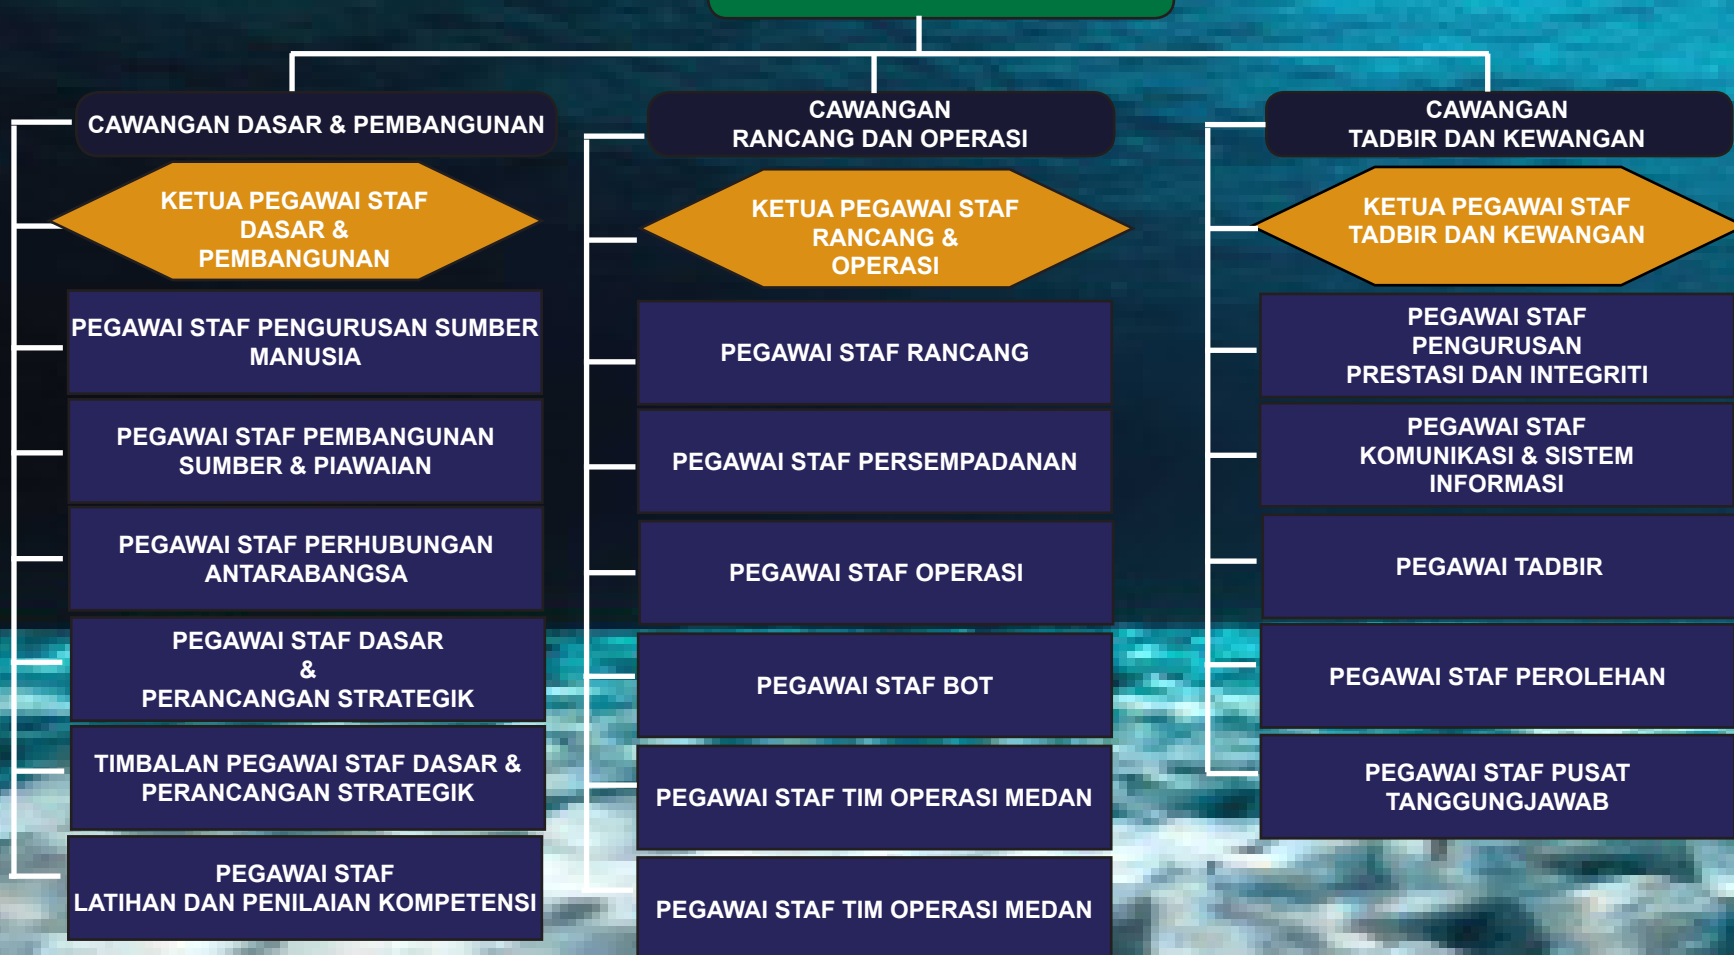 CAWANGAN DASAR & PEMBANGUNAN
KETUA PEGAWAI STAF
DASAR &
PEMBANGUNAN
PEGAWAI STAF PENGURUSAN SUMBER
MANUSIA
PEGAWAI STAF PEMBANGUNAN
SUMBER & PIAWAIAN
PEGAWAI STAF PERHUBUNGAN
ANTARABANGSA
PEGAWAI STAF DASAR
&
PERANCANGAN STRATEGIK
TIMBALAN PEGAWAI STAF DASAR &
PERANCANGAN STRATEGIK
PEGAWAI STAF
LATIHAN DAN PENILAIAN KOMPETENSI
CAWANGAN
RANCANG DAN OPERASI
KETUA PEGAWAI STAF
RANCANG &
OPERASI
PEGAWAI STAF RANCANG
PEGAWAI STAF PERSEMPADANAN
PEGAWAI STAF OPERASI
PEGAWAI STAF BOT
PEGAWAI STAF TIM OPERASI MEDAN
PEGAWAI STAF TIM OPERASI MEDAN
CAWANGAN
TADBIR DAN KEWANGAN
KETUA PEGAWAI STAF
TADBIR DAN KEWANGAN
PEGAWAI STAF
PENGURUSAN
PRESTASI DAN INTEGRITI
PEGAWAI STAF
KOMUNIKASI & SISTEM
INFORMASI
PEGAWAI TADBIR
PEGAWAI STAF PEROLEHAN
PEGAWAI STAF PUSAT
TANGGUNGJAWAB